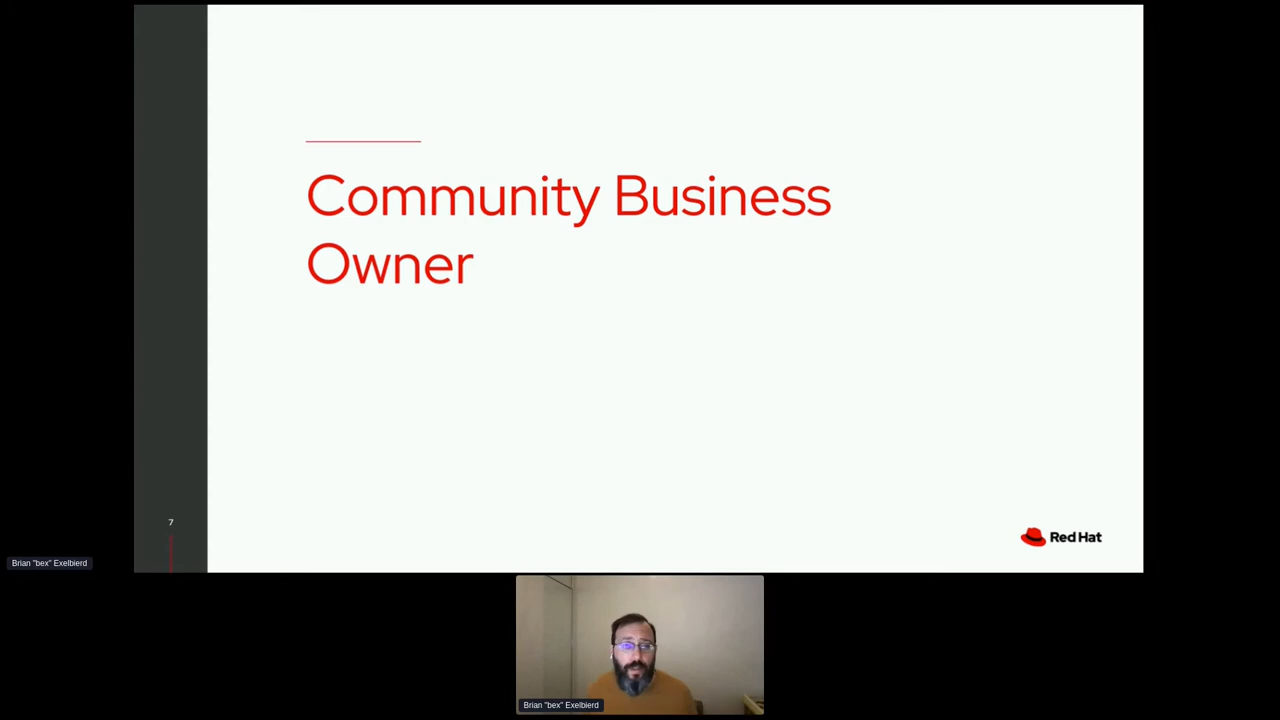 Community Business
Owner
7
Red Hat
Brian "bex" Exelbierd
Brian "bex" Exelbierd